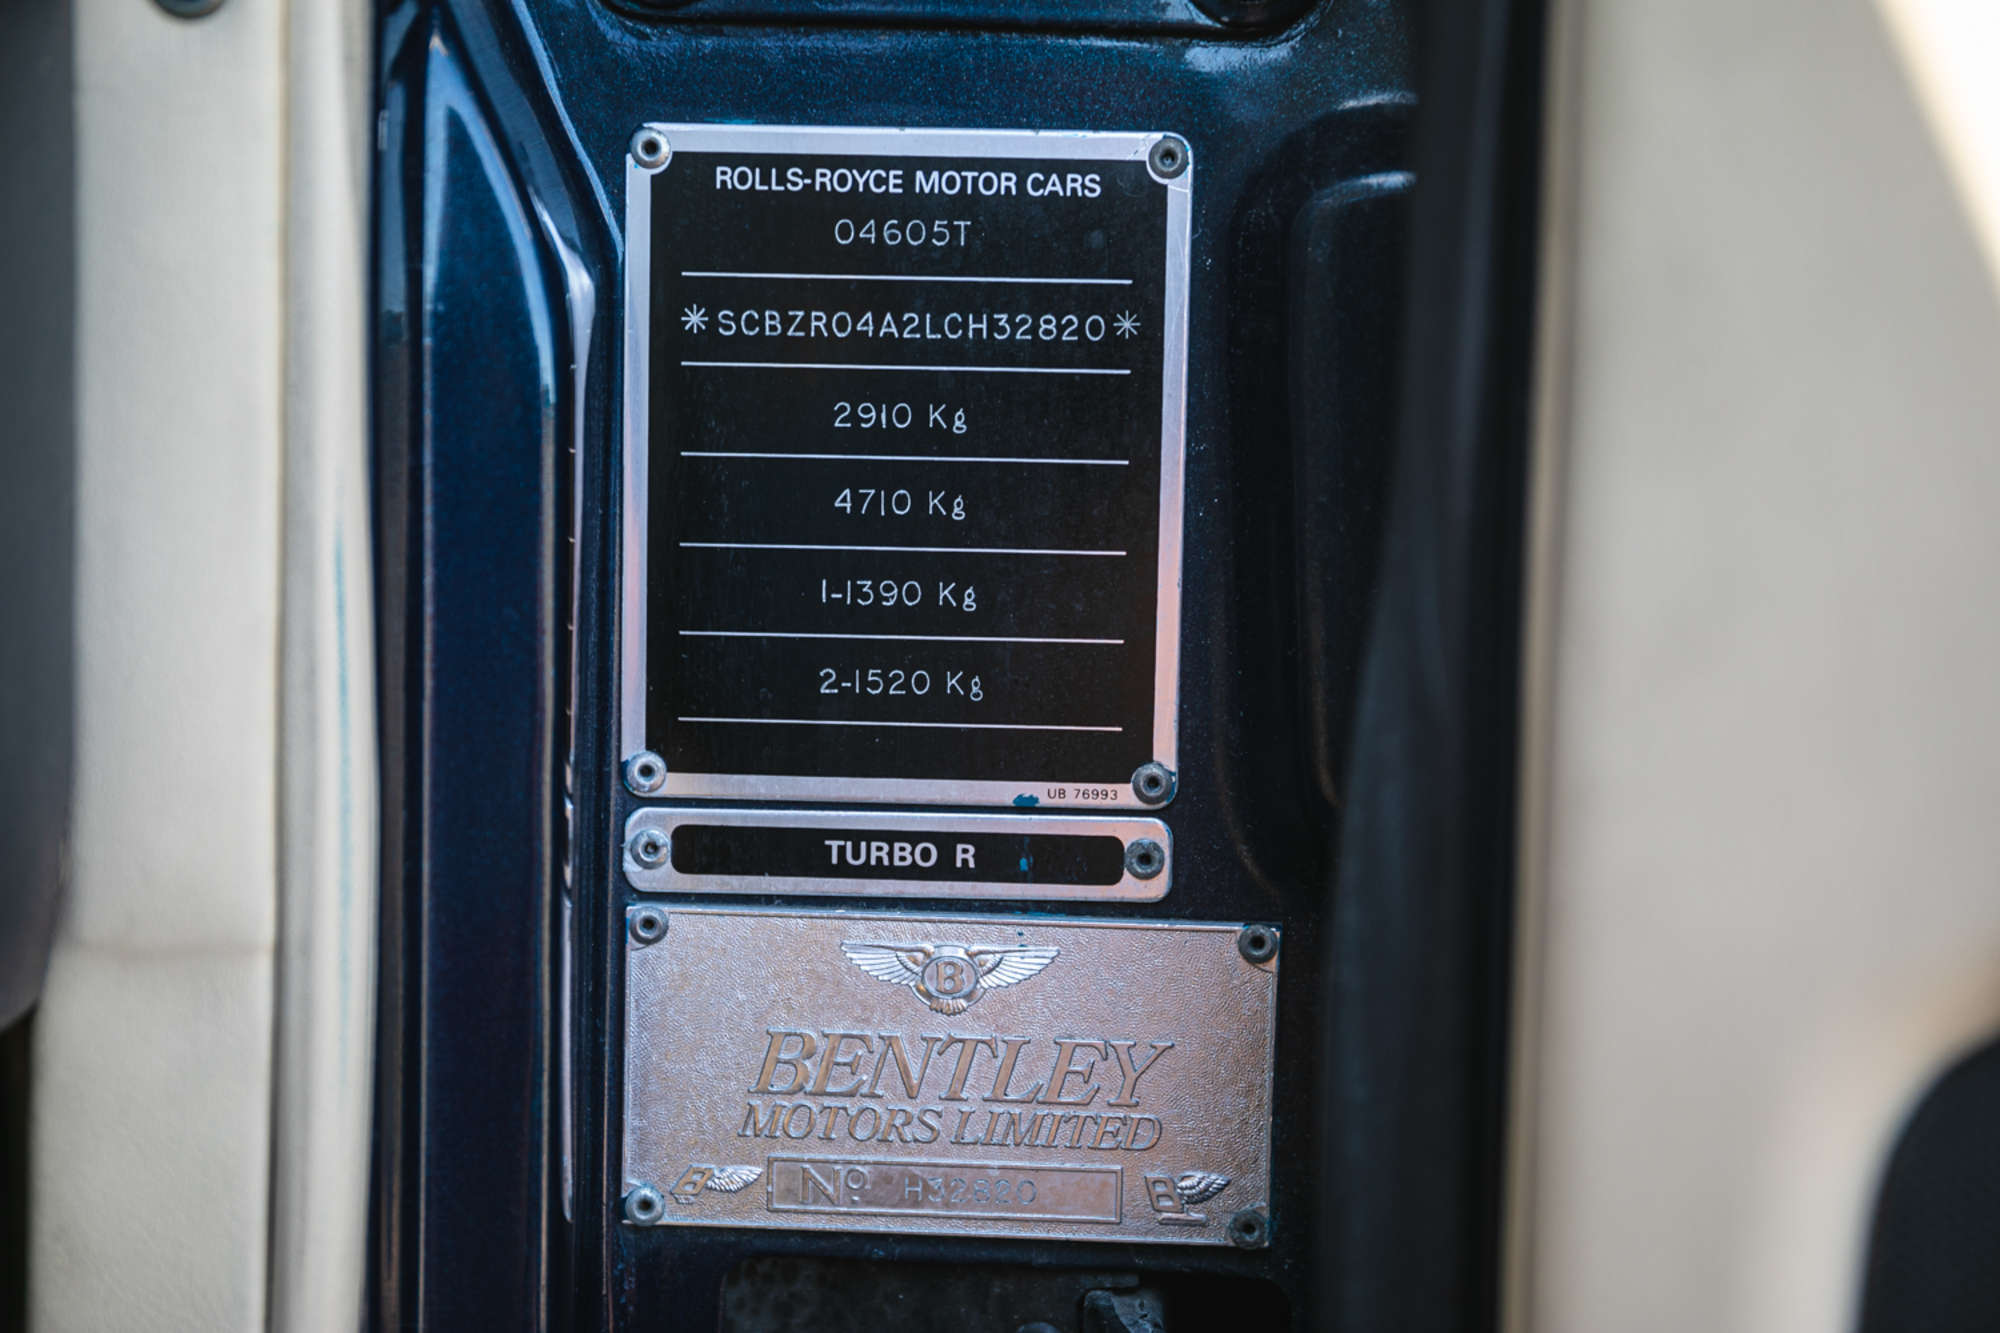 ROLLS-ROYCE MOTOR CARS
04605T
*SCBZR04A2LCH32820*
2910 Kg
4710 Kg
1-1390 Kg
2-1520 Kg
UB 76993
TURBO R
B
BENTLEY
MOTORS LIMITED
B Nº H32820 B